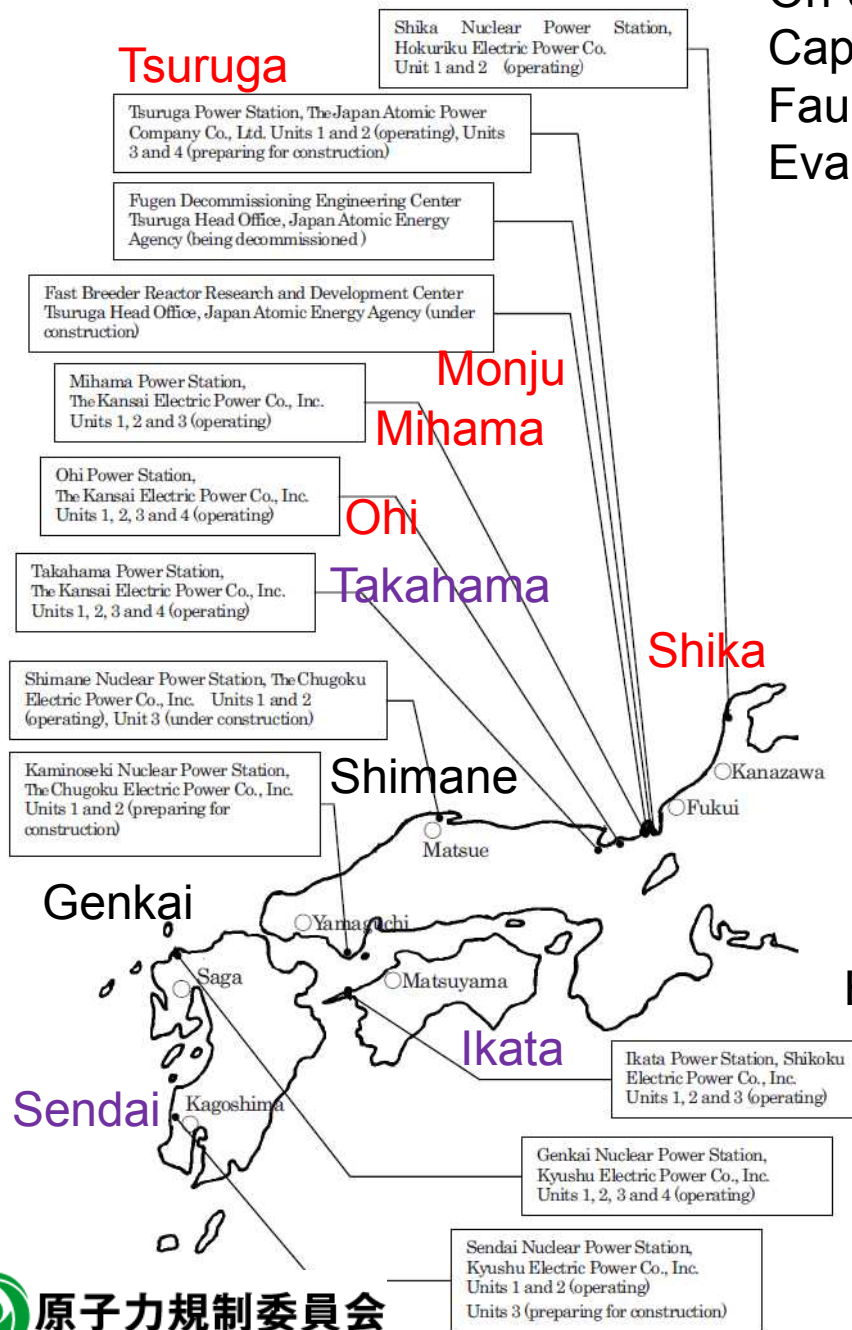 Shika Nuclear Power Station,
Hokuriku Electric Power Co.
Unit 1 and 2 (operating)
Tsuruga
Tsuruga Power Station, The Japan Atomic Power
Company Co., Ltd. Units 1 and 2 (operating), Units
3 and 4 (preparing for construction)
Fugen Decommissioning Engineering Center
Tsuruga Head Office, Japan Atomic Energy
Agency (being decommissioned )
Fast Breeder Reactor Research and Development Center
Tsuruga Head Office, Japan Atomic Energy Agency (under
construction)
Monju
Mihama Power Station,
The Kansai Electric Power Co., Inc.
Units 1, 2 and 3 (operating)
Mihama
Ohi Power Station,
The Kansai Electric Power Co., Inc.
Units 1, 2, 3 and 4 (operating)
Ohi
Takahama Power Station,
The Kansai Electric Power Co., Inc.
Units 1, 2, 3 and 4 (operating)
Takahama
Shika
Shimane Nuclear Power Station, The Chugoku
Electric Power Co., Inc. Units 1 and 2
(operating), Unit 3 (under construction)
Kaminoseki Nuclear Power Station,
The Chugoku Electric Power Co., Inc.
Units 1 and 2 (preparing for
construction)
Shimane
Kanazawa
Fukui
Matsue
Genkai
Yamaguchi
Saga
Matsuyama
Ikata
Ikata Power Station, Shikoku
Electric Power Co., Inc.
Units 1, 2 and 3 (operating)
Sendai
Kagoshima
Genkai Nuclear Power Station,
Kyushu Electric Power Co., Inc.
Units 1, 2, 3 and 4 (operating)
Sendai Nuclear Power Station,
Kyushu Electric Power Co., Inc.
Units 1 and 2 (operating)
Units 3 (preparing for construction)
原子力規制委員会
Cap
Fau
Eva